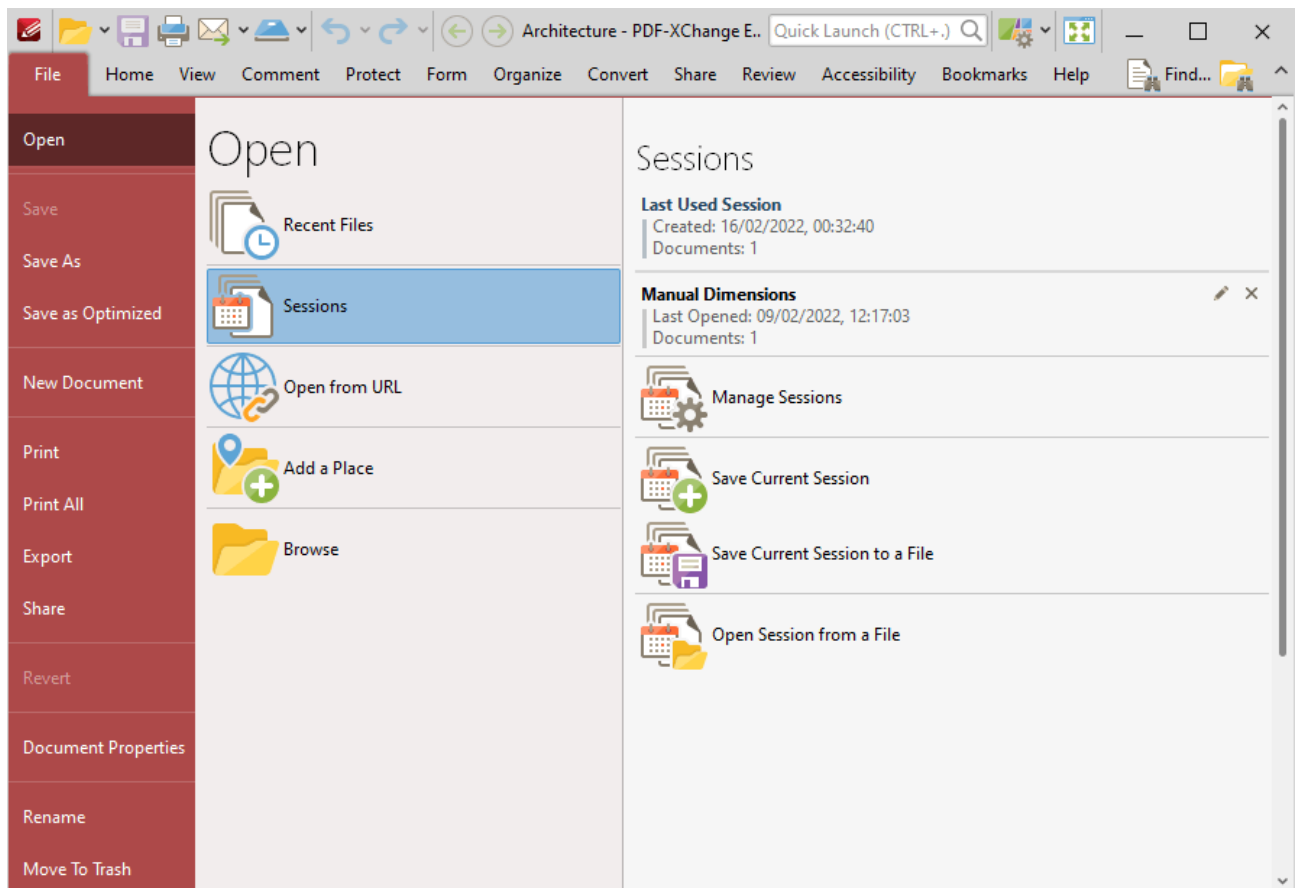 Architecture - PDF-XChange E..
Quick Launch (CTRL+.)
File Home View Comment Protect Form Organize Convert Share Review Accessibility Bookmarks Help Find...
Open
Save
Save As
Save as Optimized
New Document
Print
Print All
Export
Share
Revert
Document Properties
Rename
Move To Trash
Open
Recent Files
Sessions
Open from URL
Add a Place
Browse
Sessions
Last Used Session
Created: 16/02/2022, 00:32:40
Documents: 1
Manual Dimensions
Last Opened: 09/02/2022, 12:17:03
Documents: 1
Manage Sessions
Save Current Session
Save Current Session to a File
Open Session from a File